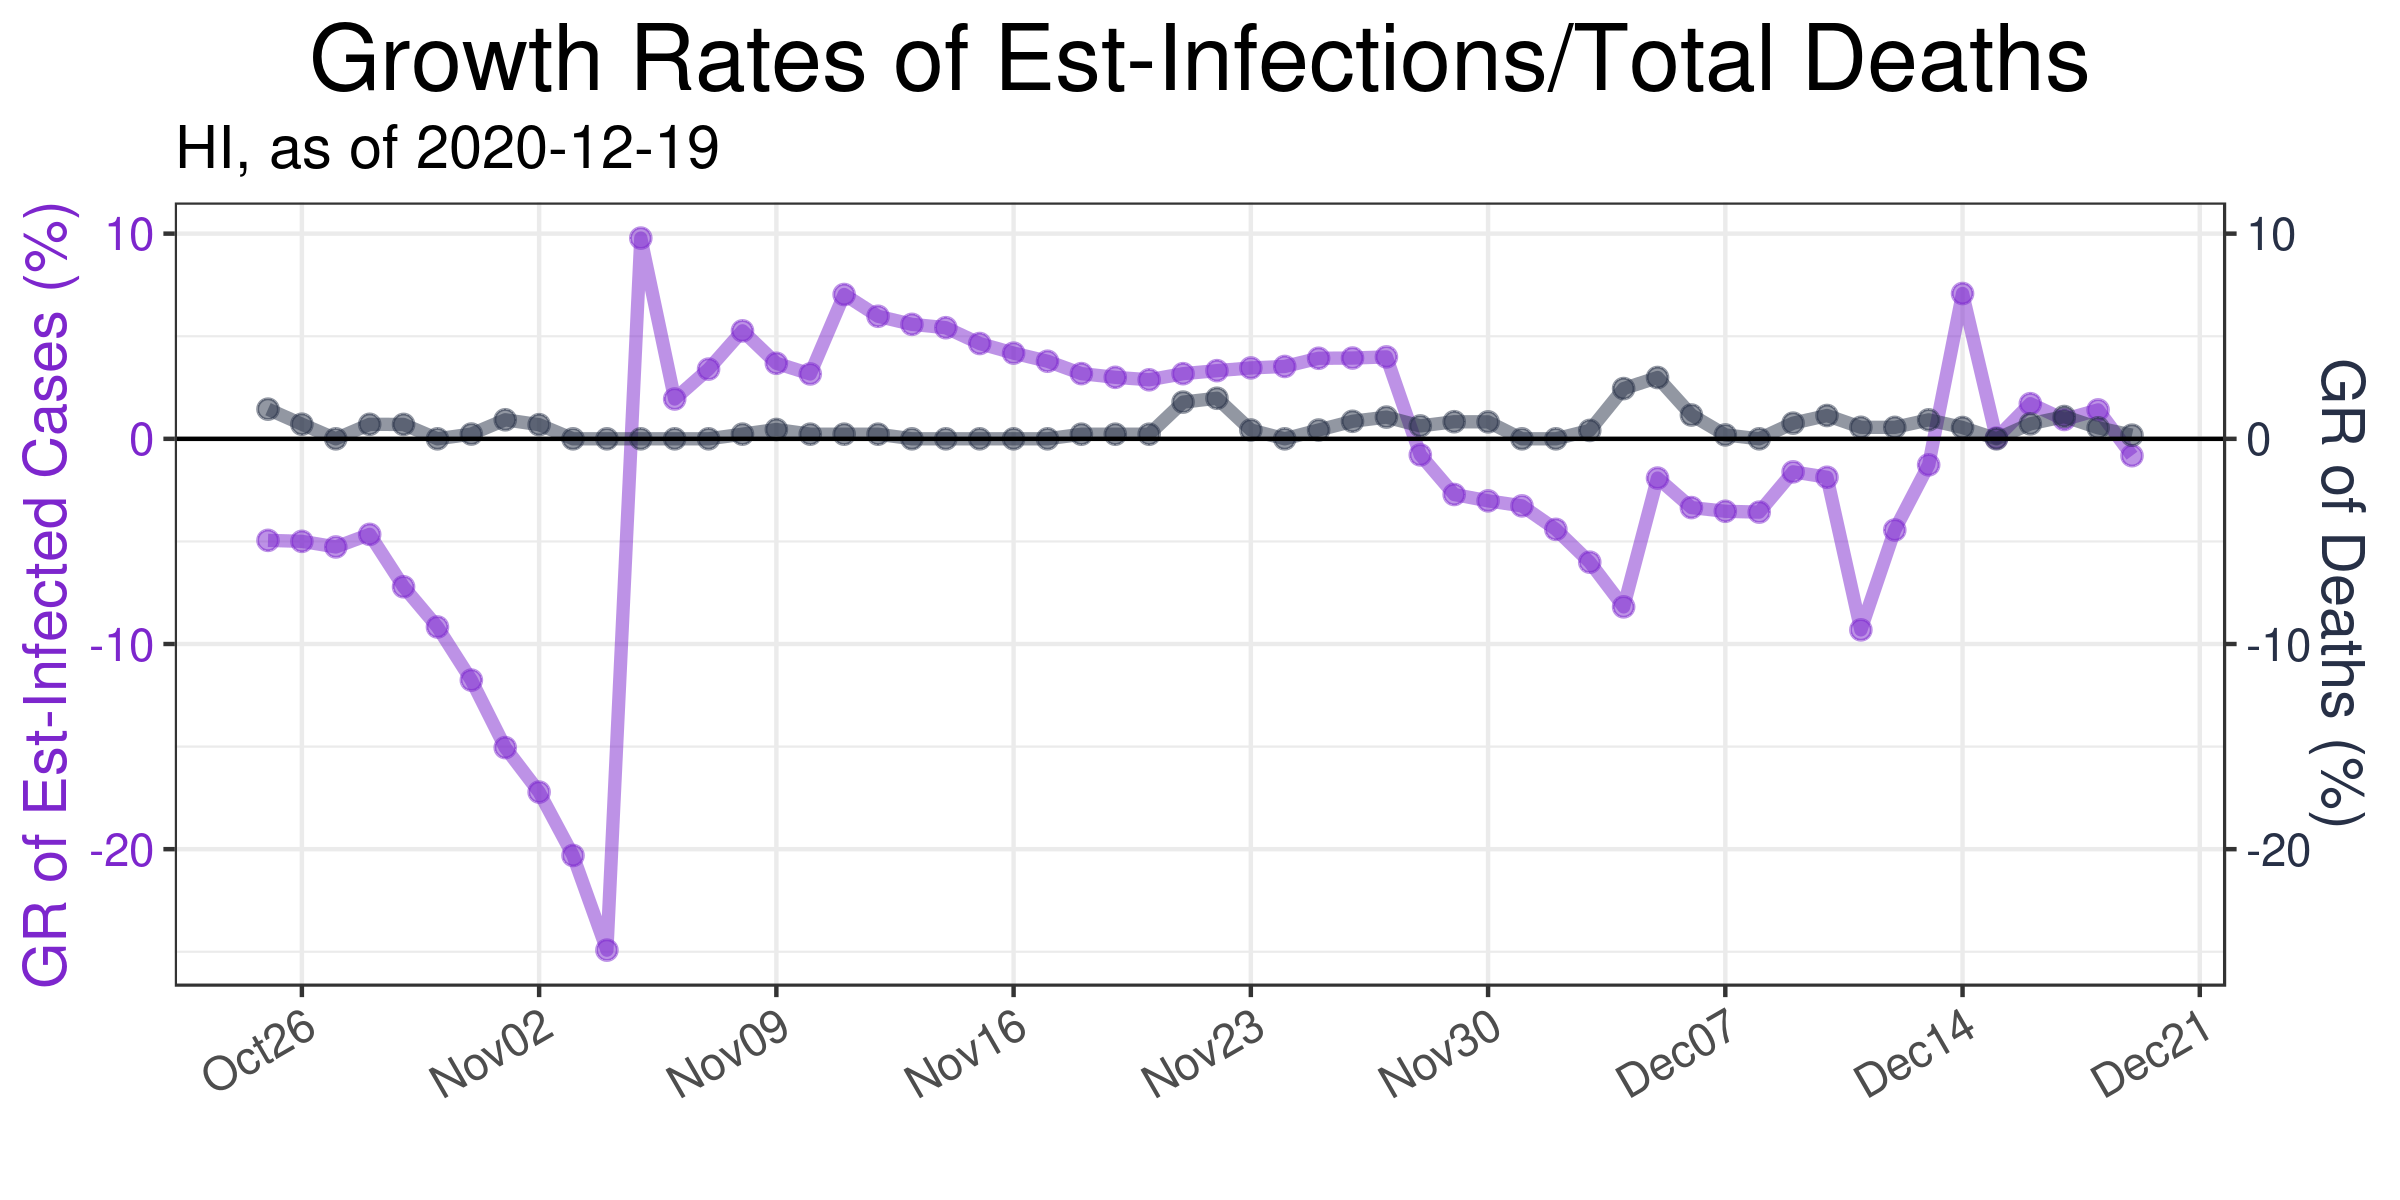 Growth Rates of Est-Infections/Total Deaths
HI, as of 2020-12-19
GR of Est-Infected Cases (%)
10
0
-10
-20
10
0
-10
-20
GR of Deaths (%)
Oct26
Nov02
Nov09
Nov16
Nov23
Nov30
Dec07
Dec14
Dec21